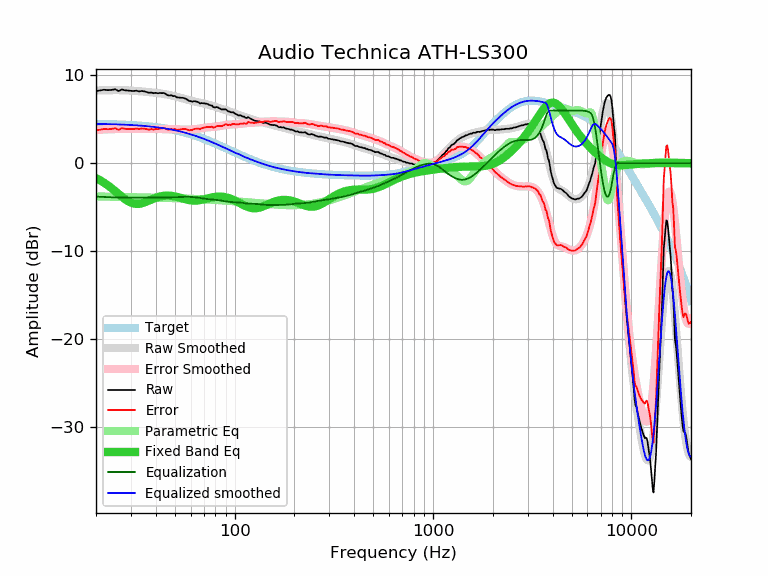 Audio Technica ATH-LS300
Amplitude (dBr)
10
0
−10
−20
−30
Target
Raw Smoothed
Error Smoothed
Raw
Error
Parametric Eq
Fixed Band Eq
Equalization
Equalized smoothed
100
1000
10000
Frequency (Hz)